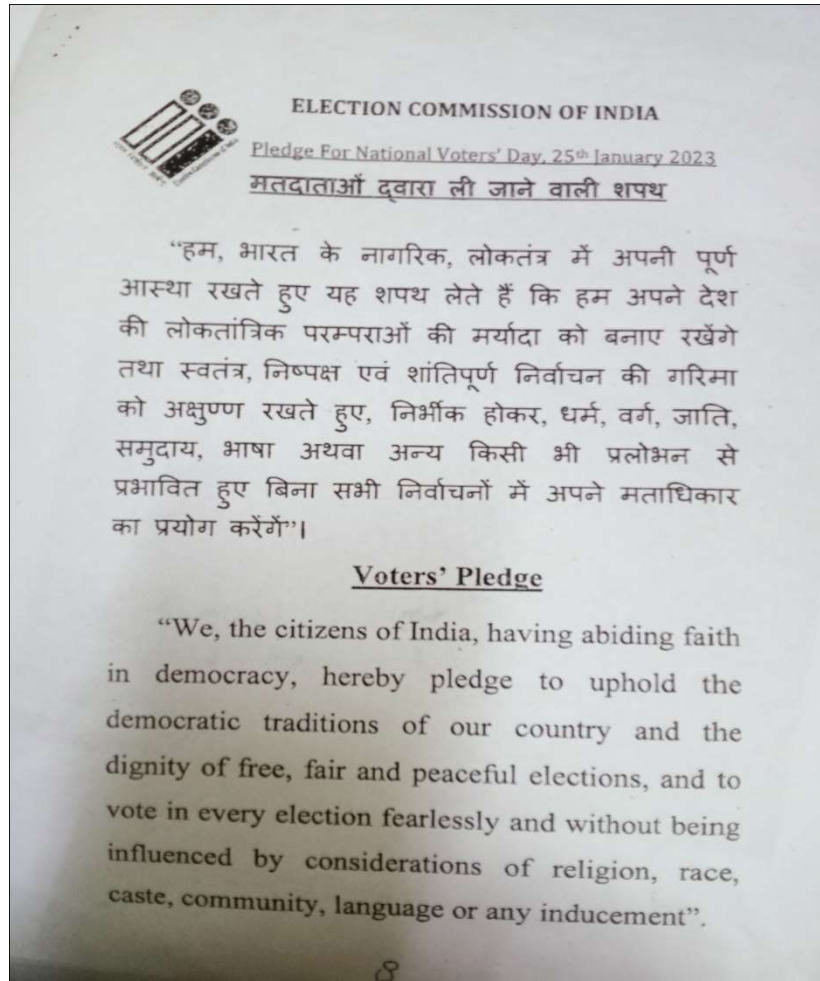 ELECTION COMMISSION OF INDIA
Pledge For National Voters' Day, 25th January 2023
मतदाताओं द्वारा ली जाने वाली शपथ
“हम, भारत के नागरिक, लोकतंत्र में अपनी पूर्ण
आस्था रखते हुए यह शपथ लेते हैं कि हम अपने देश
की लोकतांत्रिक परम्पराओं की मर्यादा को बनाए रखेंगे
तथा स्वतंत्र, निष्पक्ष एवं शांतिपूर्ण निर्वाचन की गरिमा
को अक्षुण्ण रखते हुए, निर्भीक होकर, धर्म, वर्ग, जाति,
समुदाय, भाषा अथवा अन्य किसी भी प्रलोभन से
प्रभावित हुए बिना सभी निर्वाचनों में अपने मताधिकार
का प्रयोग करेंगें”।
Voters’ Pledge
“We, the citizens of India, having abiding faith
in democracy, hereby pledge to uphold the
democratic traditions of our country and the
dignity of free, fair and peaceful elections, and to
vote in every election fearlessly and without being
influenced by considerations of religion, race,
caste, community, language or any inducement”.
8